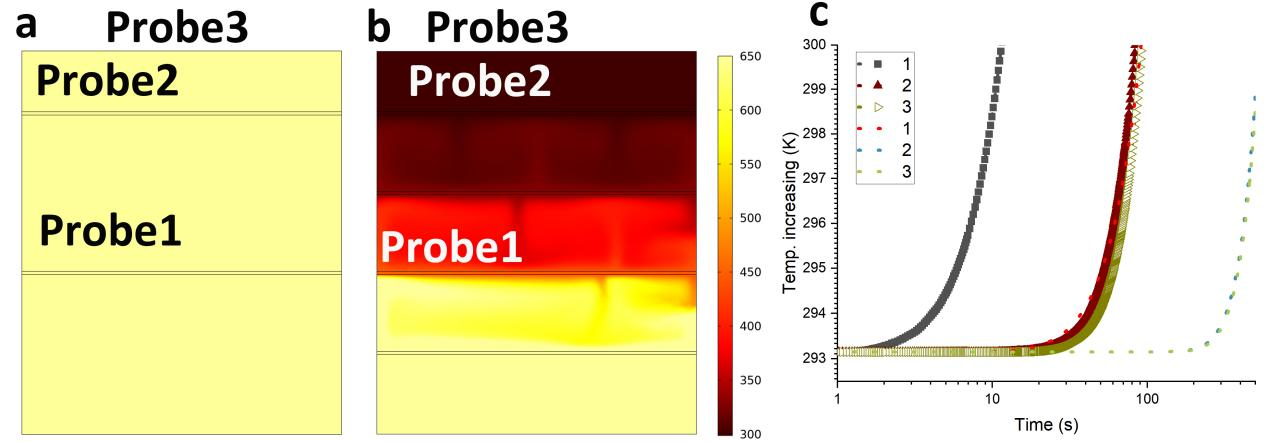 a
Probe3
Probe2
Probe1
b
Probe3
Probe2
Probe1
650
600
550
500
450
400
350
300
c
Temp. increasing (K)
300
299
298
297
296
295
294
293
1
2
3
1
2
3
1
10
100
Time (s)